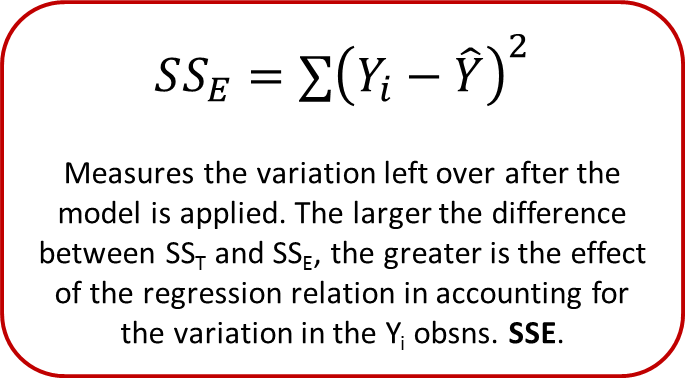 SS_E = ∑(Y_i − Ŷ)²
Measures the variation left over after the
model is applied. The larger the difference
between SS_T and SS_E, the greater is the effect
of the regression relation in accounting for
the variation in the Y_i obsns. SSE.